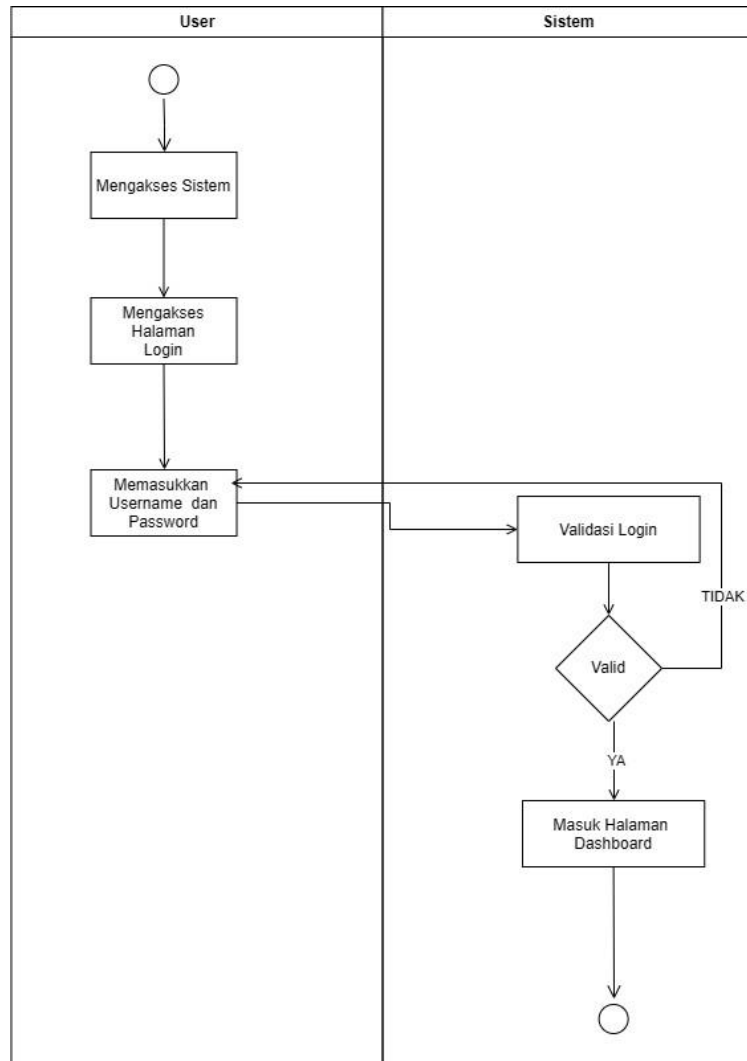 User
Sistem
Mengakses Sistem
Mengakses
Halaman
Login
Memasukkan
Username dan
Password
Validasi Login
TIDAK
Valid
YA
Masuk Halaman
Dashboard